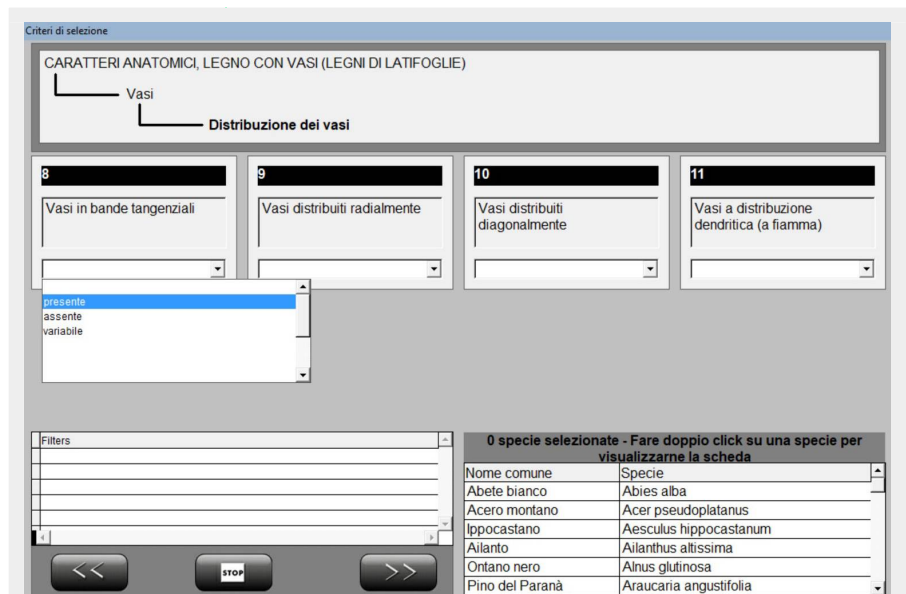 Criteri di selezione
CARATTERI ANATOMICI, LEGNO CON VASI (LEGNI DI LATIFOGLIE)
Vasi
Distribuzione dei vasi
8
Vasi in bande tangenziali
9
Vasi distribuiti radialmente
10
Vasi distribuiti
diagonalmente
11
Vasi a distribuzione
dendritica (a fiamma)
presente
assente
variabile
Filters
<<
STOP
>>
0 specie selezionate - Fare doppio click su una specie per
visualizzarne la scheda
Nome comune Specie
Abete bianco Abies alba
Acero montano Acer pseudoplatanus
Ippocastano Aesculus hippocastanum
Ailanto Ailanthus altissima
Ontano nero Alnus glutinosa
Pino del Paranà Araucaria angustifolia